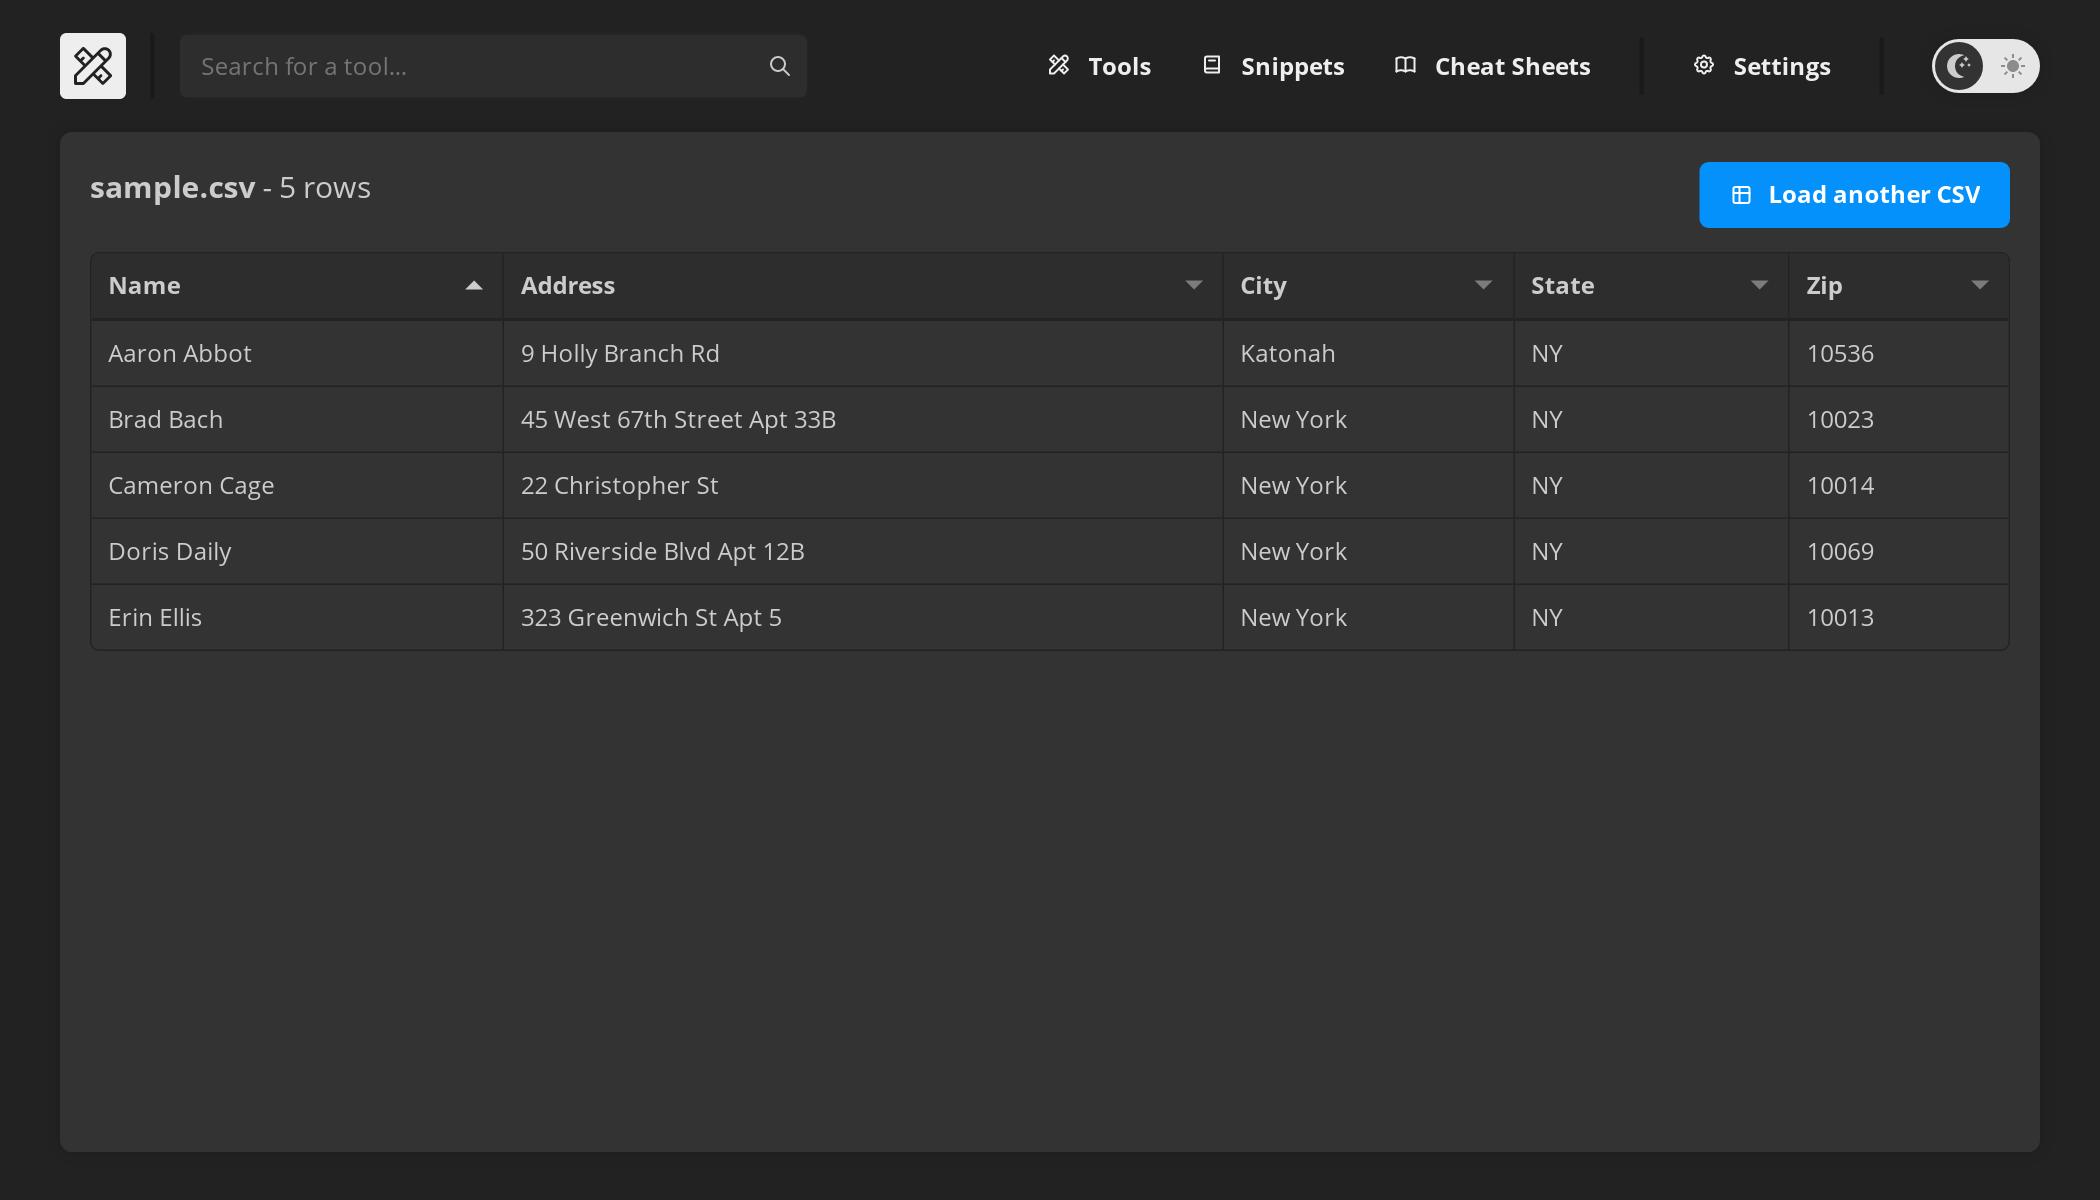 Search for a tool...
Tools Snippets Cheat Sheets Settings
sample.csv - 5 rows
Load another CSV
Name Address City State Zip
Aaron Abbot 9 Holly Branch Rd Katonah NY 10536
Brad Bach 45 West 67th Street Apt 33B New York NY 10023
Cameron Cage 22 Christopher St New York NY 10014
Doris Daily 50 Riverside Blvd Apt 12B New York NY 10069
Erin Ellis 323 Greenwich St Apt 5 New York NY 10013